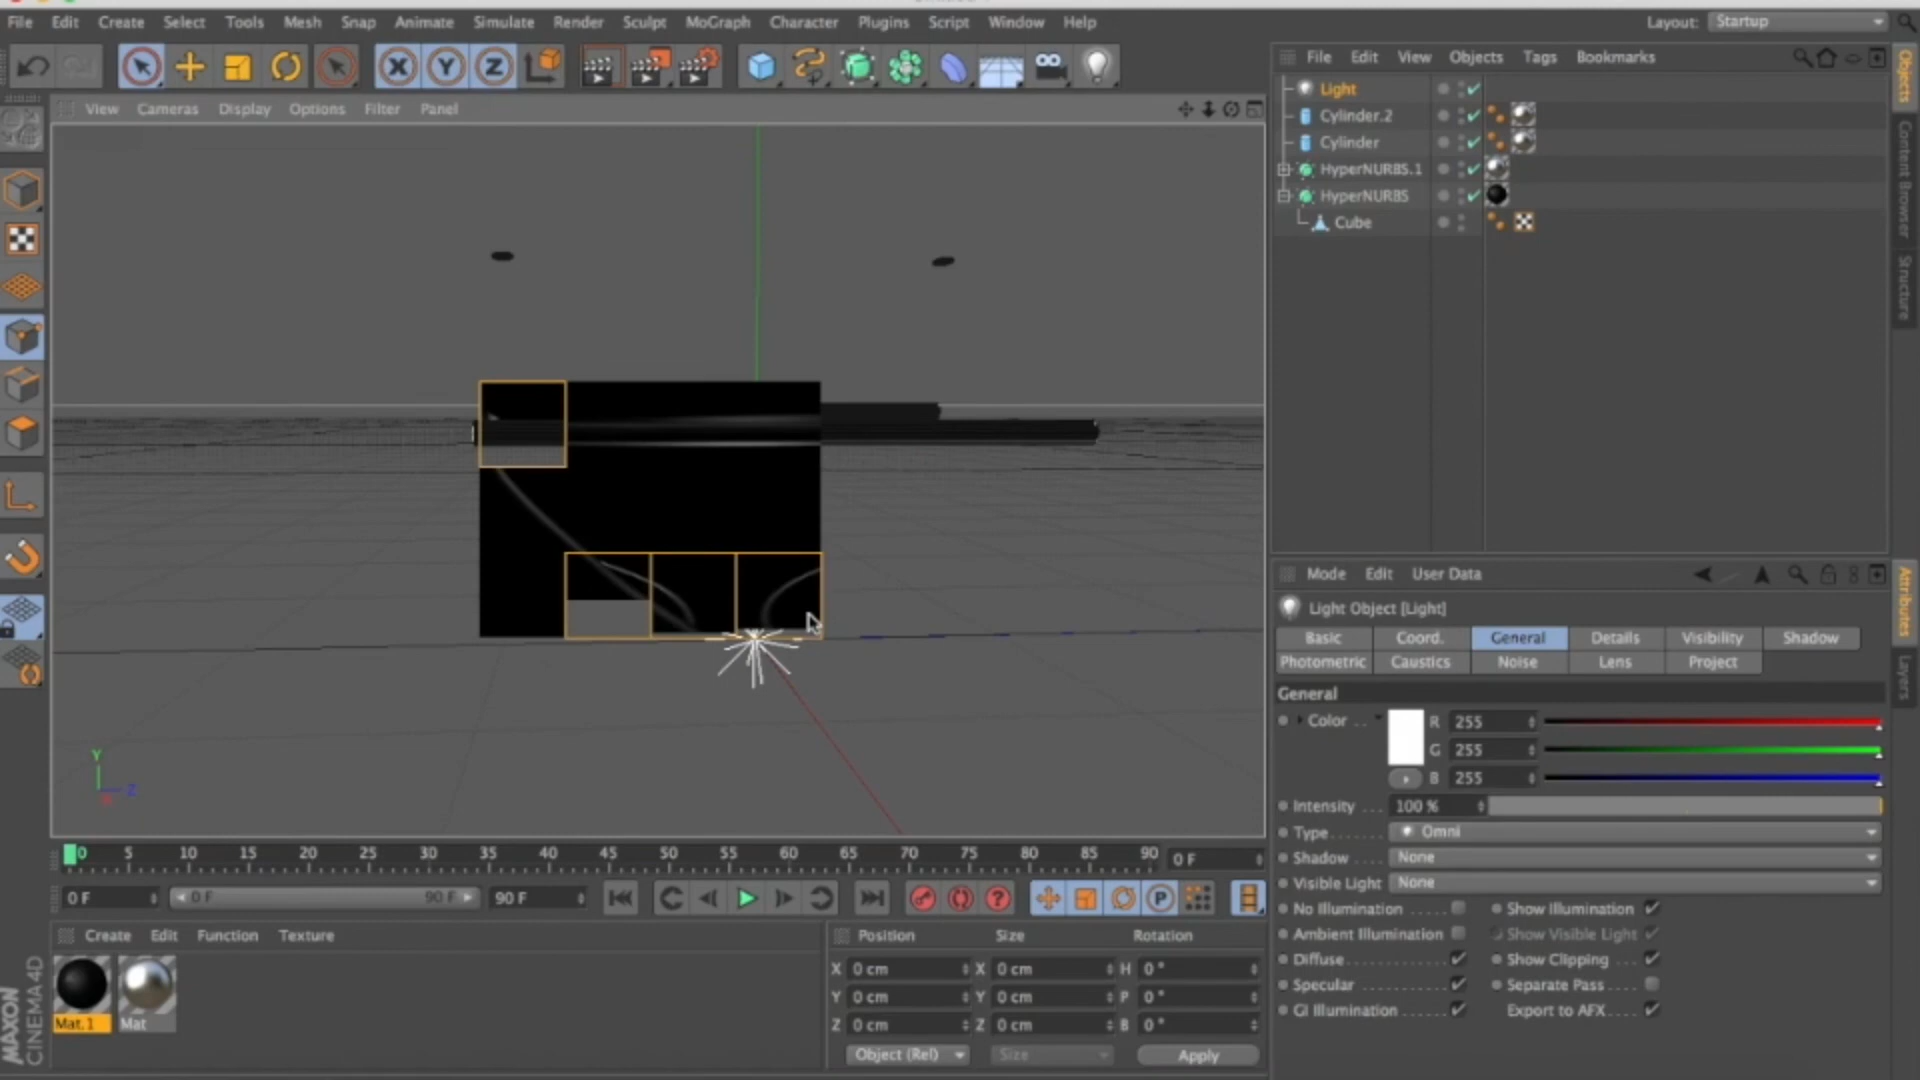 File Edit Create Select Tools Mesh Snap Animate Simulate Render Sculpt MoGraph Character Plugins Script Window Help
Layout: Startup
X Y Z
File Edit View Objects Tags Bookmarks
View Cameras Display Options Filter Panel
Light
Cylinder.2
Cylinder
HyperNURBS.1
HyperNURBS
Cube
Objects
Content Browser
Structure
Mode Edit User Data
Light Object [Light]
Basic Coord. General Details Visibility Shadow
Photometric Caustics Noise Lens Project
General
Color . . R 255
G 255
B 255
Intensity . . . 100 %
Type . . . . . . Omni
Shadow . . . . None
Visible Light None
No Illumination . . . . . Show Illumination
Ambient Illumination Show Visible Light
Diffuse . . . . . . . . . . . Show Clipping . . .
Specular . . . . . . . . . . Separate Pass . . . .
GI Illumination . . . . . Export to AFX. . . .
Attributes
Layers
Y
Z
0 5 10 15 20 25 30 35 40 45 50 55 60 65 70 75 80 85 90 0 F
0 F 0 F 90 F 90 F
P
Create Edit Function Texture
Mat.1 Mat
MAXON
CINEMA 4D
Position Size Rotation
X 0 cm X 0 cm H 0 °
Y 0 cm Y 0 cm P 0 °
Z 0 cm Z 0 cm B 0 °
Object (Rel) Size Apply